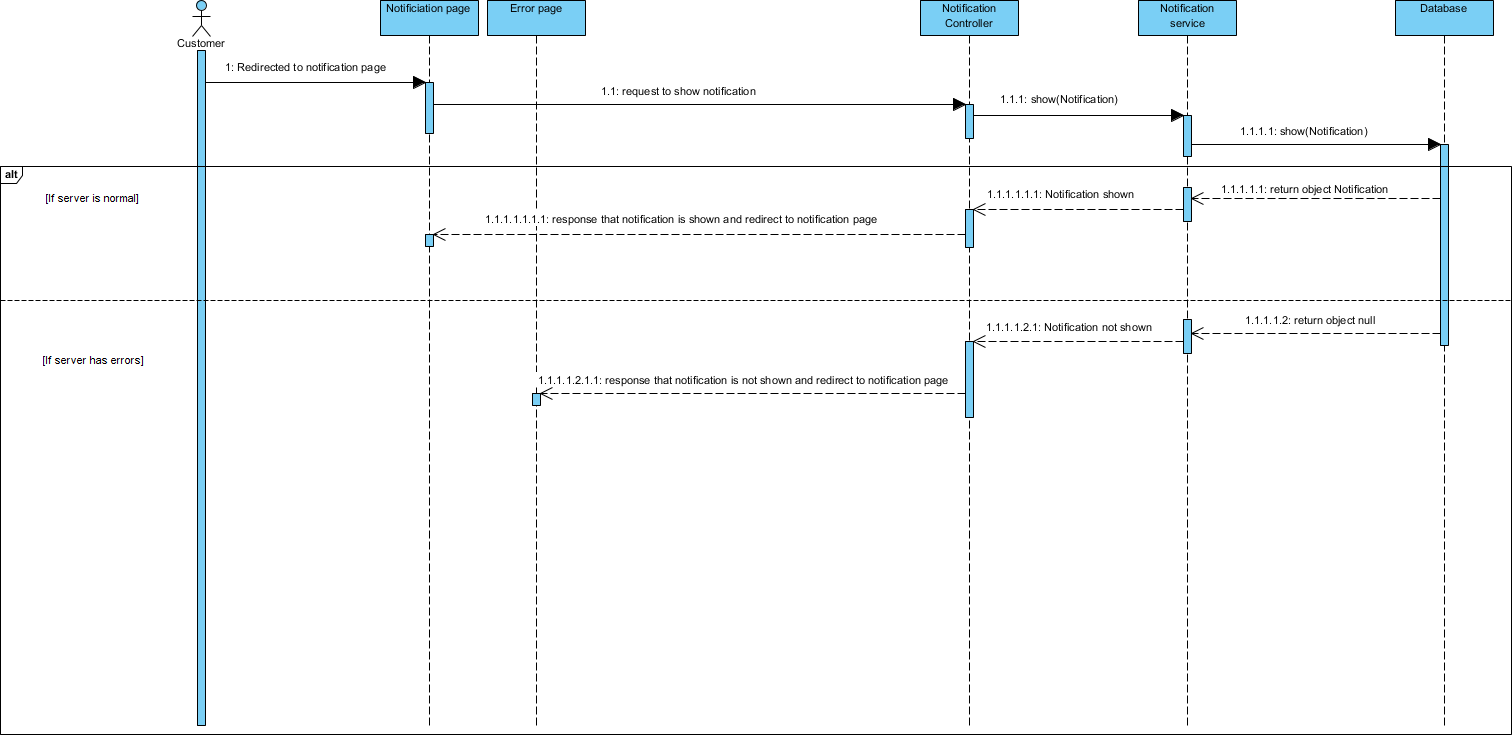 Notificiation page
Error page
Notification
Controller
Notification
service
Database
Customer
1: Redirected to notification page
1.1: request to show notification
1.1.1: show(Notification)
1.1.1.1: show(Notification)
alt
[If server is normal]
1.1.1.1.1: return object Notification
1.1.1.1.1.1: Notification shown
1.1.1.1.1.1.1: response that notification is shown and redirect to notification page
1.1.1.1.2: return object null
1.1.1.1.2.1: Notification not shown
[If server has errors]
1.1.1.1.2.1.1: response that notification is not shown and redirect to notification page